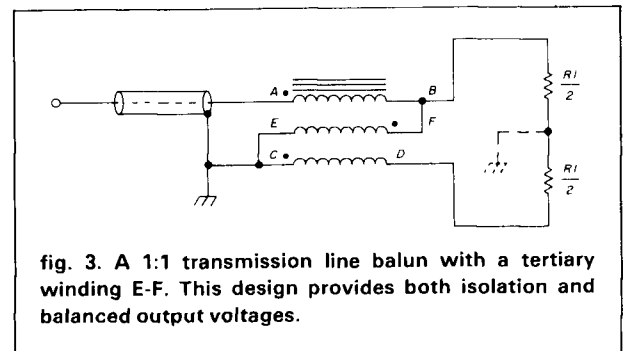 A
B
RI
2
E
F
C
D
RI
2
fig. 3. A 1:1 transmission line balun with a tertiary
winding E-F. This design provides both isolation and
balanced output voltages.